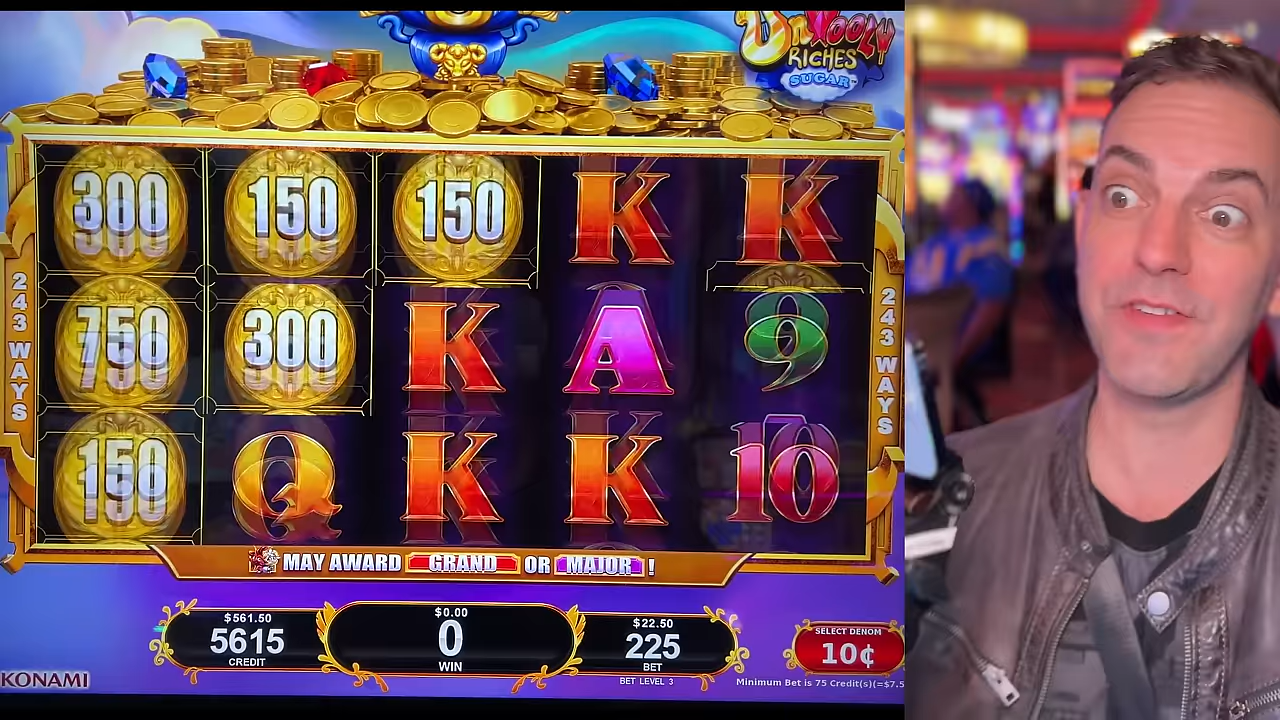 UnWOOLY
RICHES
SUGAR™
300 150 150 K K
750 300 K A 9
150 Q K K 10
243 WAYS
243 WAYS
MAY AWARD GRAND OR MAJOR!
$561.50
5615
CREDIT
$0.00
0
WIN
$22.50
225
BET
BET LEVEL 3
SELECT DENOM
10¢
KONAMI
Minimum Bet is 75 Credit(s)(=$7.5